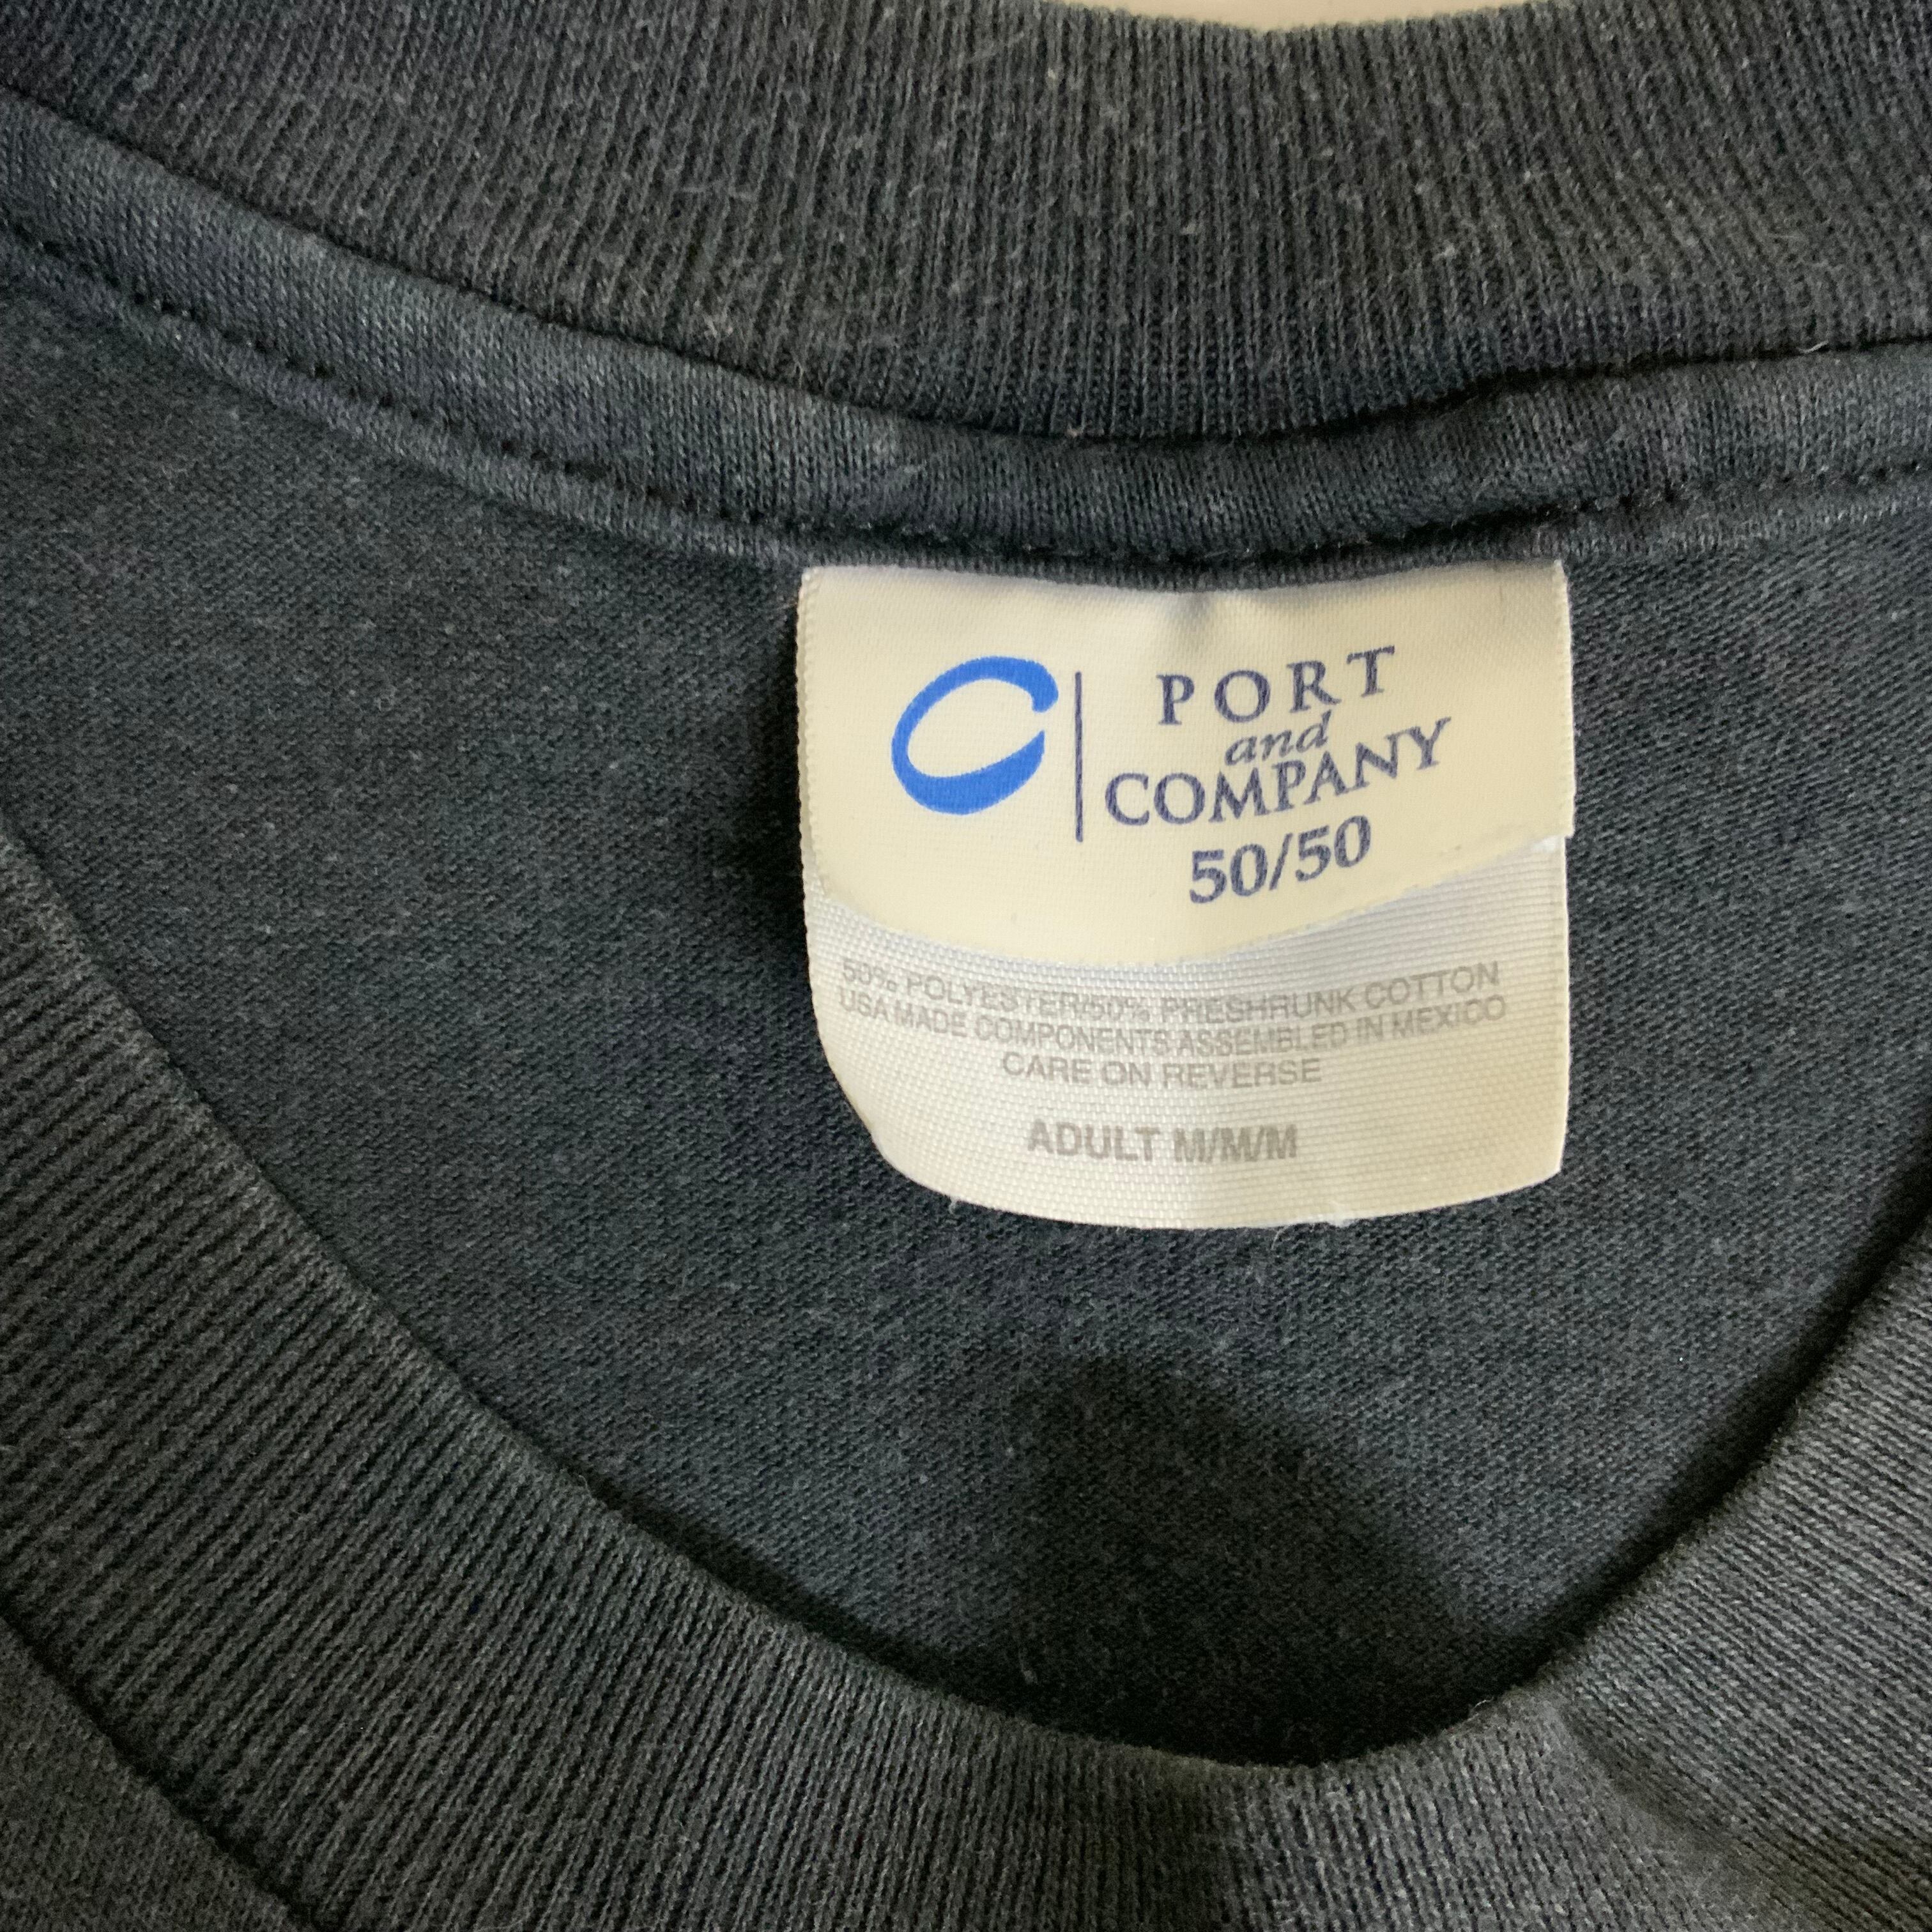 PORT
and
COMPANY
50/50
50% POLYESTER/50% PRESHRUNK COTTON
USA MADE COMPONENTS ASSEMBLED IN MEXICO
CARE ON REVERSE
ADULT M/M/M